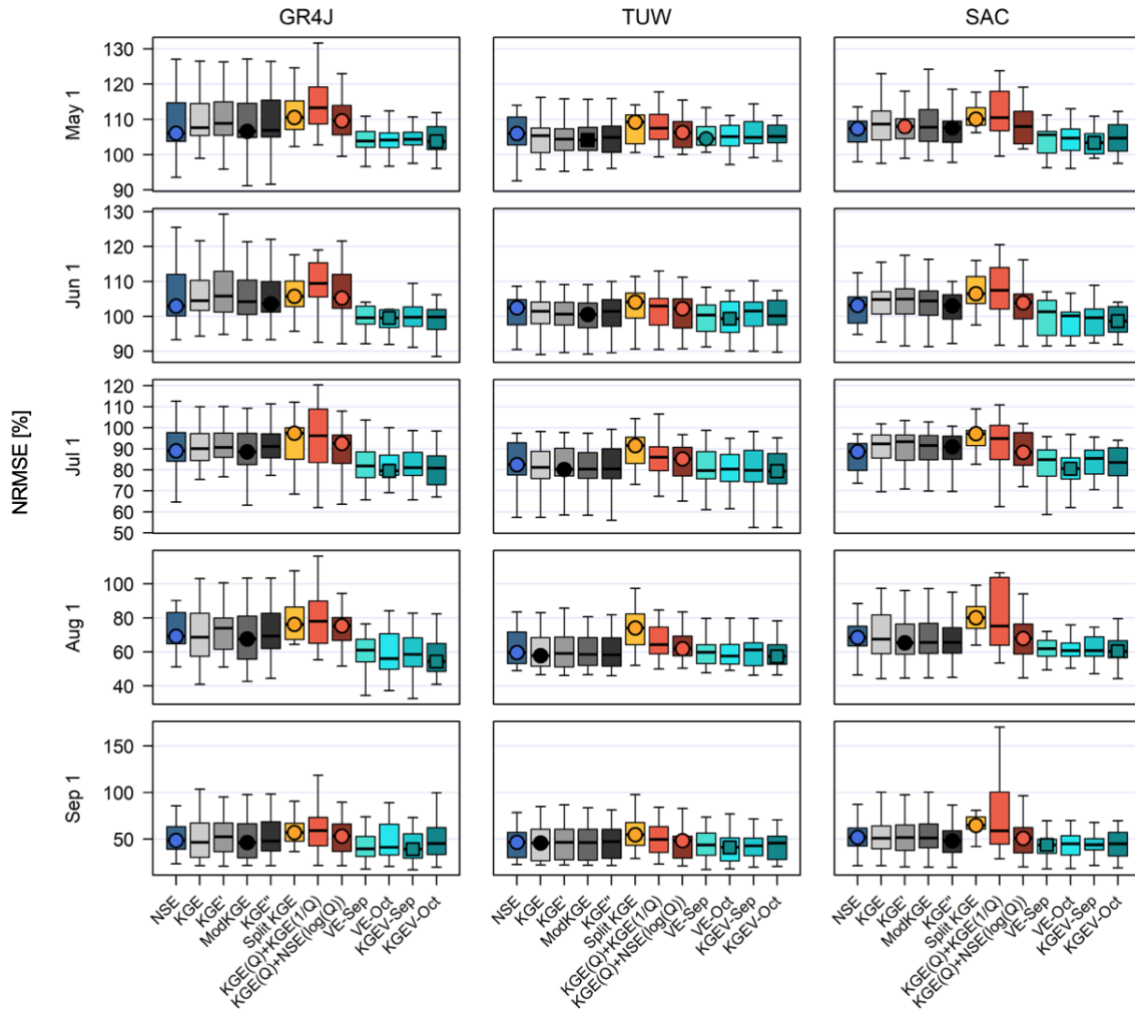 GR4J TUW SAC
May 1
130
120
110
100
90
Jun 1
130
120
110
100
90
NRMSE [%]
Jul 1
120
110
100
90
80
70
60
50
Aug 1
100
80
60
40
Sep 1
150
100
50
NSE KGE KGE' ModKGE KGE" Split KGE KGE(Q)+KGE(1/Q) KGE(Q)+NSE(log(Q)) VE-Sep VE-Oct KGEV-Sep KGEV-Oct
NSE KGE KGE' ModKGE KGE" Split KGE KGE(Q)+KGE(1/Q) KGE(Q)+NSE(log(Q)) VE-Sep VE-Oct KGEV-Sep KGEV-Oct
NSE KGE KGE' ModKGE KGE" Split KGE KGE(Q)+KGE(1/Q) KGE(Q)+NSE(log(Q)) VE-Sep VE-Oct KGEV-Sep KGEV-Oct